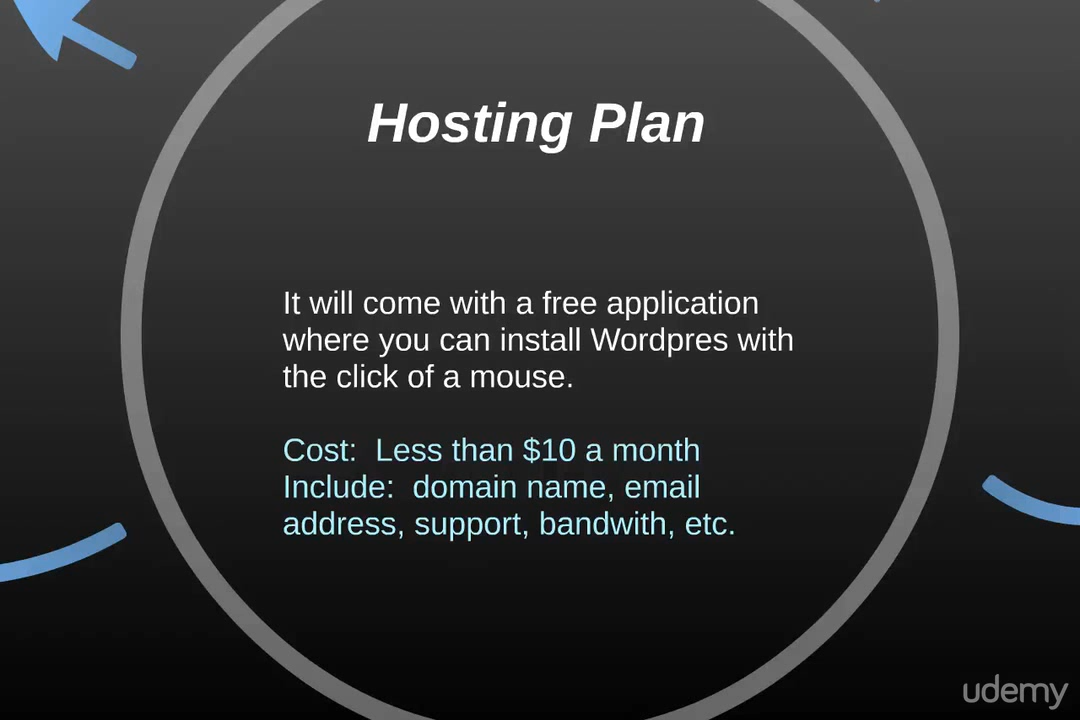 Hosting Plan
It will come with a free application
where you can install Wordpres with
the click of a mouse.
Cost:  Less than $10 a month
Include:  domain name, email
address, support, bandwith, etc.
udemy